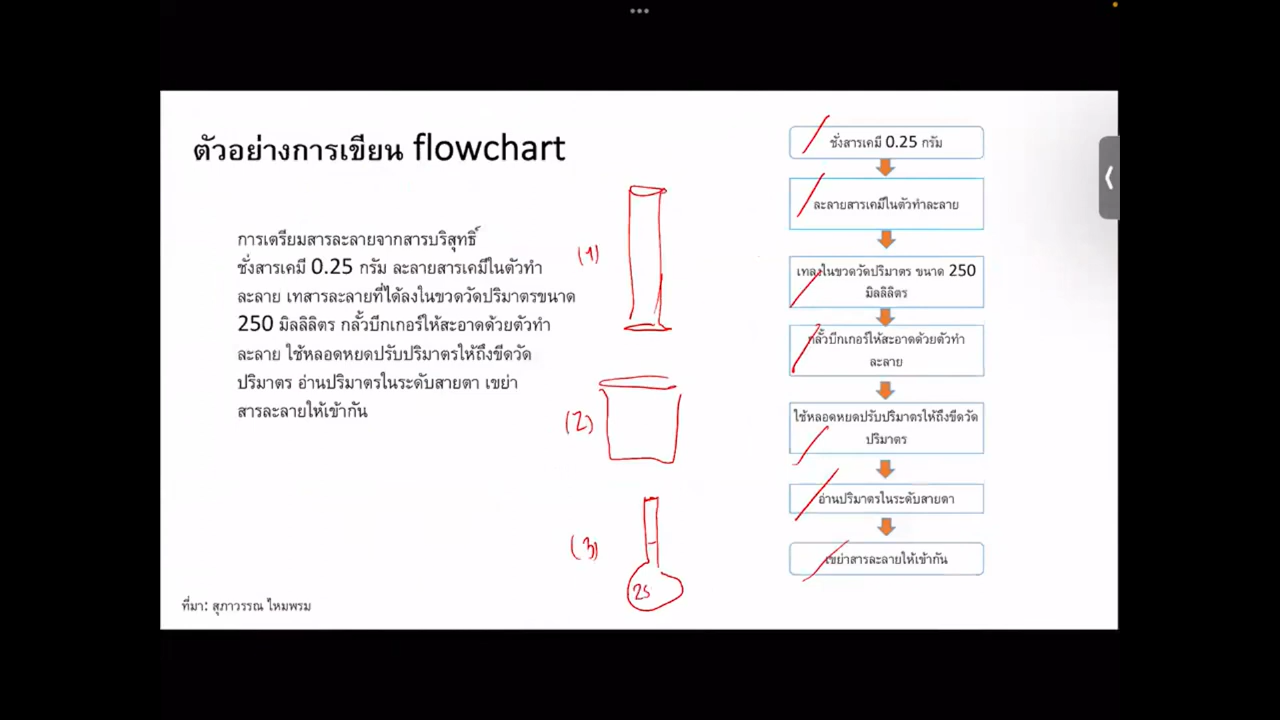 ตัวอย่างการเขียน flowchart
การเตรียมสารละลายจากสารบริสุทธิ์
ชั่งสารเคมี 0.25 กรัม ละลายสารเคมีในตัวทำ
ละลาย เทสารละลายที่ได้ลงในขวดวัดปริมาตรขนาด
250 มิลลิลิตร กลั้วบีกเกอร์ให้สะอาดด้วยตัวทำ
ละลาย ใช้หลอดหยดปรับปริมาตรให้ถึงขีดวัด
ปริมาตร อ่านปริมาตรในระดับสายตา เขย่า
สารละลายให้เข้ากัน
(1)
(2)
(3)
25
ชั่งสารเคมี 0.25 กรัม
ละลายสารเคมีในตัวทำละลาย
เทลงในขวดวัดปริมาตร ขนาด 250
มิลลิลิตร
กลั้วบีกเกอร์ให้สะอาดด้วยตัวทำ
ละลาย
ใช้หลอดหยดปรับปริมาตรให้ถึงขีดวัด
ปริมาตร
อ่านปริมาตรในระดับสายตา
เขย่าสารละลายให้เข้ากัน
ที่มา: สุภาวรรณ ไหมพรม